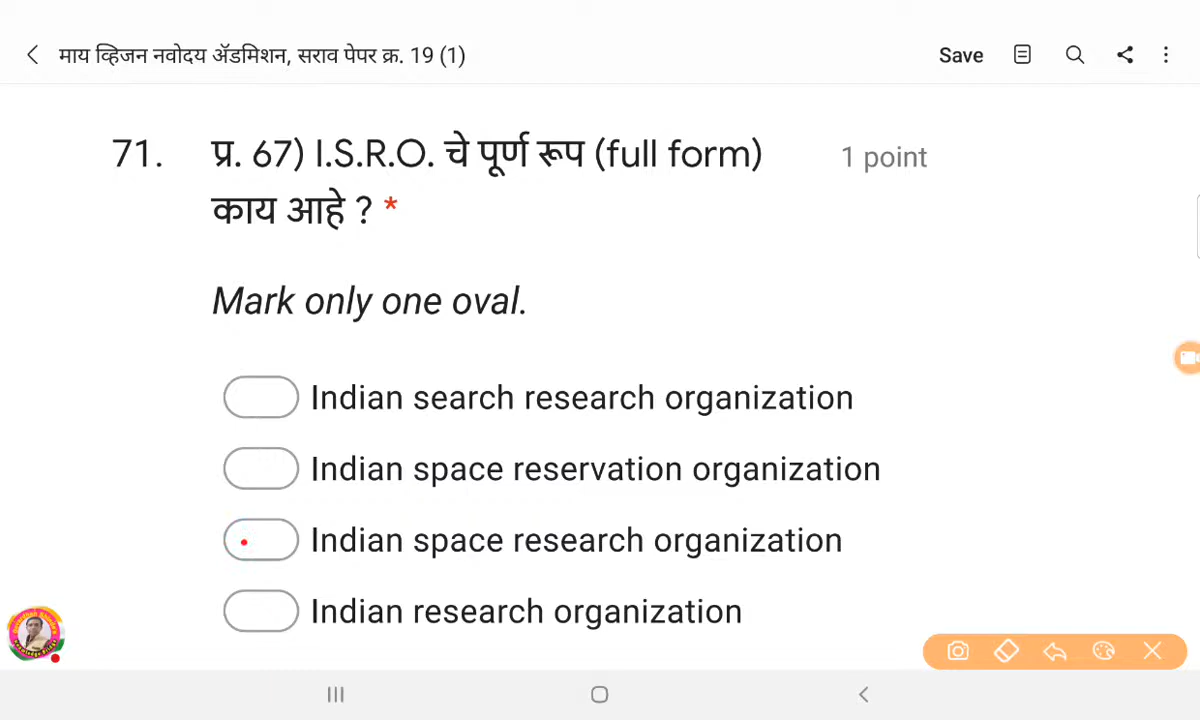 माय व्हिजन नवोदय ॲडमिशन, सराव पेपर क्र. 19 (1)
Save
71. प्र. 67) I.S.R.O. चे पूर्ण रूप (full form) 1 point
काय आहे ? *
Mark only one oval.
Indian search research organization
Indian space reservation organization
Indian space research organization
Indian research organization